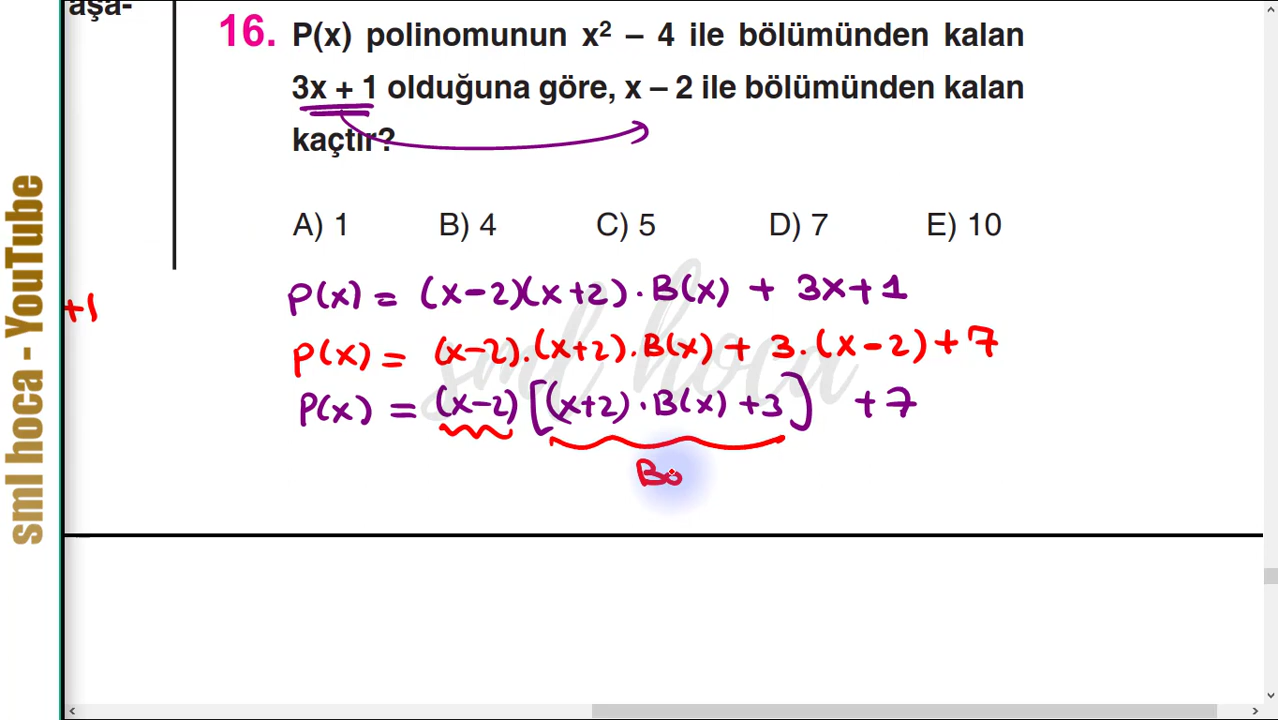 aşa-
16. P(x) polinomunun x² – 4 ile bölümünden kalan
3x + 1 olduğuna göre, x – 2 ile bölümünden kalan
kaçtır?
A) 1 B) 4 C) 5 D) 7 E) 10
P(x) = (x-2)(x+2)·B(x) + 3x+1
+1
P(x) = (x-2).(x+2).B(x) + 3.(x-2)+7
P(x) = (x-2) [(x+2)·B(x)+3] +7
Bö
sml hoca
sml hoca - YouTube